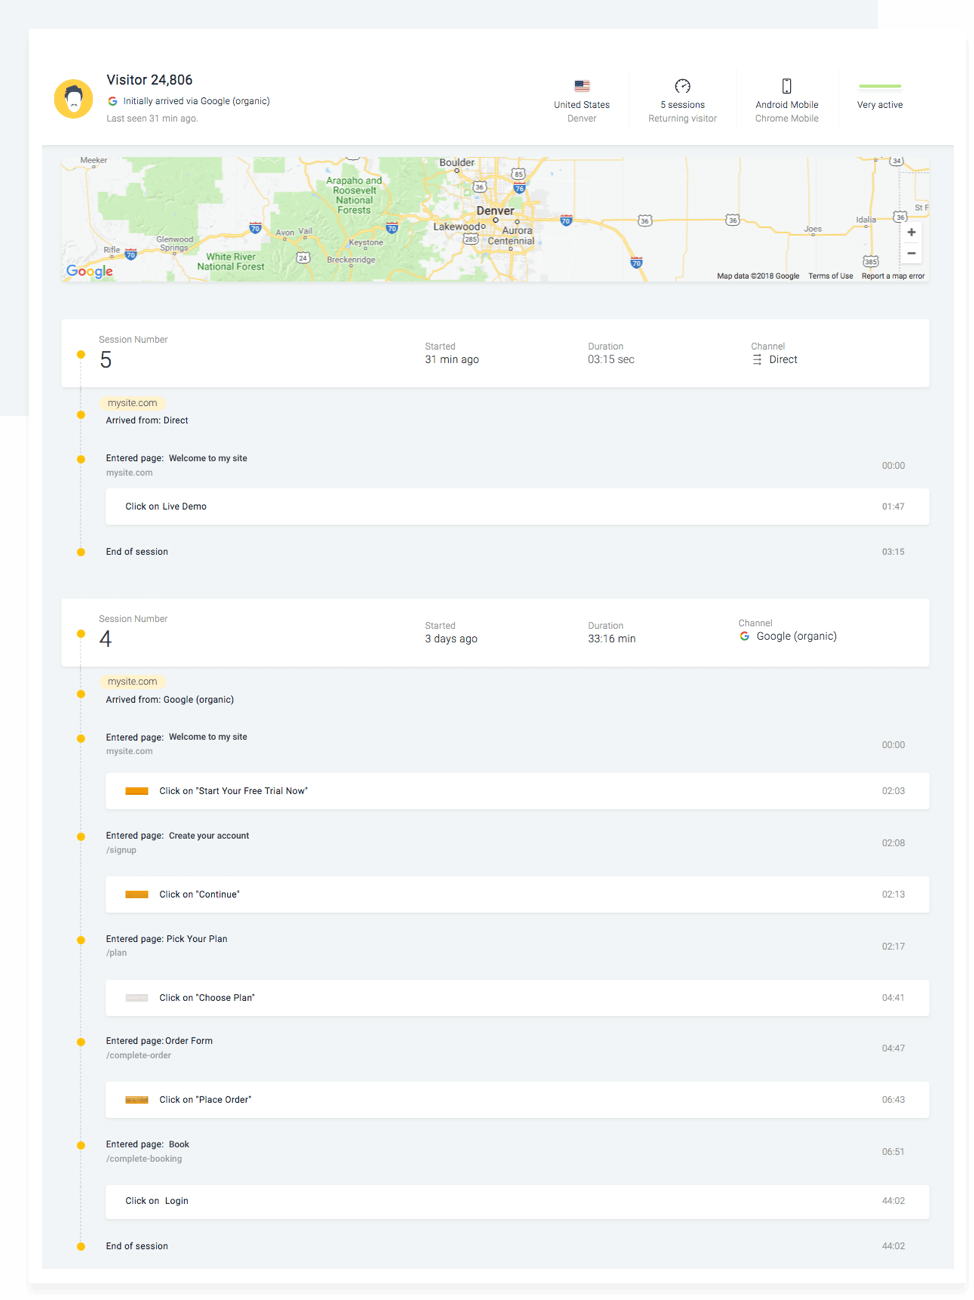 Visitor 24,806
Initially arrived via Google (organic)
Last seen 31 min ago.
United States
Denver
5 sessions
Returning visitor
Android Mobile
Chrome Mobile
Very active
Meeker
Boulder
34
Arapaho and
Roosevelt
National
Forests
85
36
76
Denver
St F
70
Avon Vail
70
Lakewood
Aurora
70
36
36
Joes
Idalia
36
Glenwood
Springs
Keystone
285
Centennial
Rifle
70
White River
National Forest
24
Breckenridge
70
385
+
−
Google
Map data ©2018 Google Terms of Use Report a map error
Session Number
5
Started
31 min ago
Duration
03:15 sec
Channel
Direct
mysite.com
Arrived from: Direct
Entered page: Welcome to my site
mysite.com
00:00
Click on Live Demo 01:47
End of session 03:15
Session Number
4
Started
3 days ago
Duration
33:16 min
Channel
Google (organic)
mysite.com
Arrived from: Google (organic)
Entered page: Welcome to my site
mysite.com
00:00
Click on "Start Your Free Trial Now" 02:03
Entered page: Create your account
/signup
02:08
Click on "Continue" 02:13
Entered page: Pick Your Plan
/plan
02:17
Click on "Choose Plan" 04:41
Entered page: Order Form
/complete-order
04:47
Click on "Place Order" 06:43
Entered page: Book
/complete-booking
06:51
Click on Login 44:02
End of session 44:02